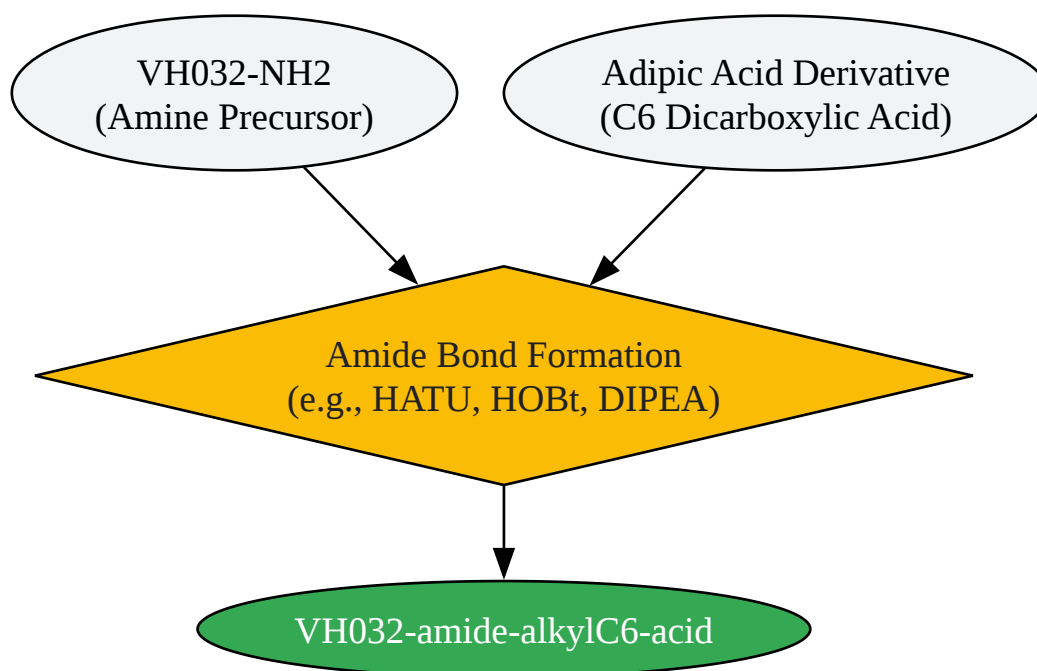 VH032-NH2
(Amine Precursor)
Adipic Acid Derivative
(C6 Dicarboxylic Acid)
Amide Bond Formation
(e.g., HATU, HOBt, DIPEA)
VH032-amide-alkylC6-acid